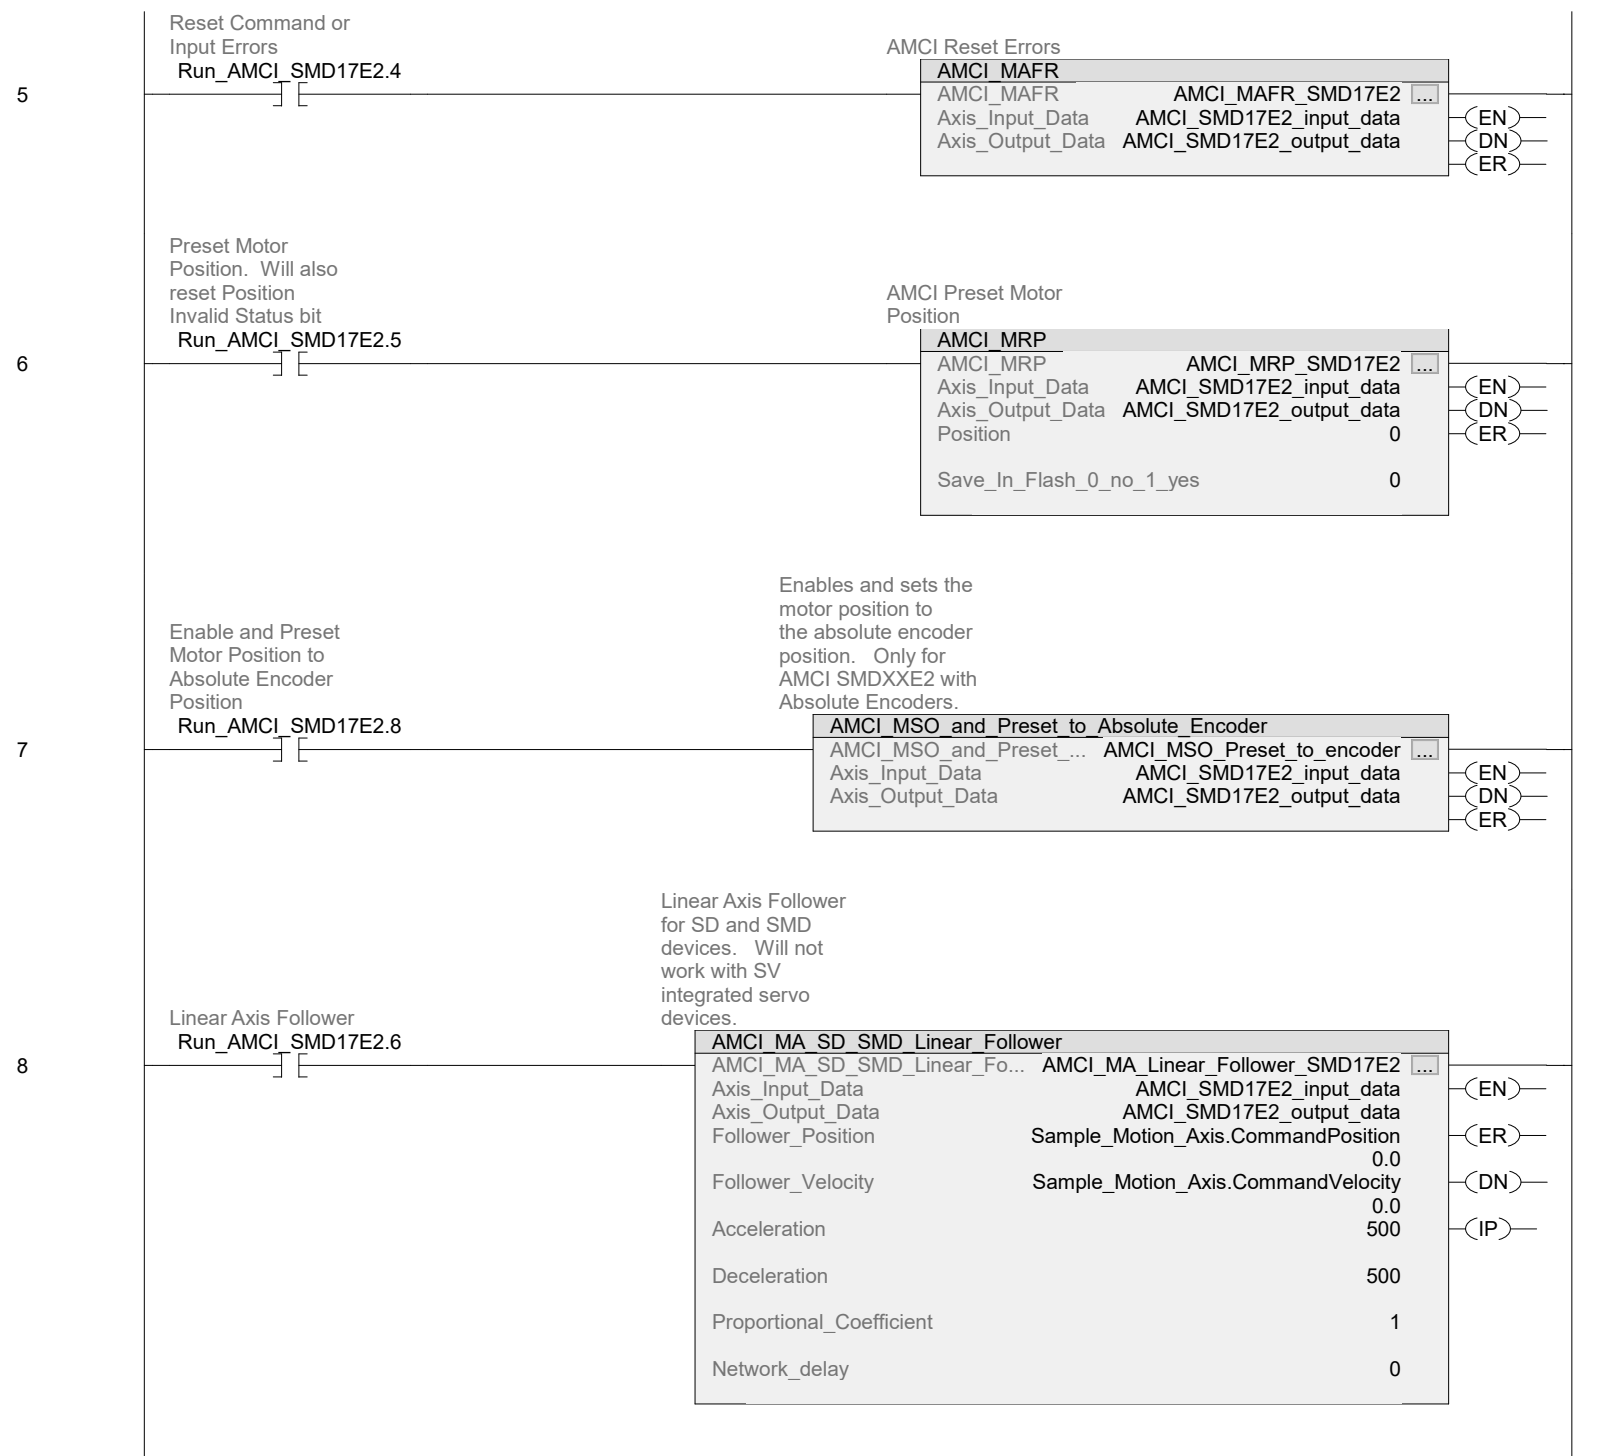 Reset Command or
Input Errors
Run_AMCI_SMD17E2.4
5
AMCI Reset Errors
AMCI_MAFR
AMCI_MAFR AMCI_MAFR_SMD17E2 ...
Axis_Input_Data AMCI_SMD17E2_input_data
Axis_Output_Data AMCI_SMD17E2_output_data
EN
DN
ER
Preset Motor
Position.  Will also
reset Position
Invalid Status bit
Run_AMCI_SMD17E2.5
6
AMCI Preset Motor
Position
AMCI_MRP
AMCI_MRP AMCI_MRP_SMD17E2 ...
Axis_Input_Data AMCI_SMD17E2_input_data
Axis_Output_Data AMCI_SMD17E2_output_data
Position 0
Save_In_Flash_0_no_1_yes 0
EN
DN
ER
Enable and Preset
Motor Position to
Absolute Encoder
Position
Run_AMCI_SMD17E2.8
7
Enables and sets the
motor position to
the absolute encoder
position.   Only for
AMCI SMDXXE2 with
Absolute Encoders.
AMCI_MSO_and_Preset_to_Absolute_Encoder
AMCI_MSO_and_Preset_... AMCI_MSO_Preset_to_encoder ...
Axis_Input_Data AMCI_SMD17E2_input_data
Axis_Output_Data AMCI_SMD17E2_output_data
EN
DN
ER
Linear Axis Follower
Run_AMCI_SMD17E2.6
8
Linear Axis Follower
for SD and SMD
devices.   Will not
work with SV
integrated servo
devices.
AMCI_MA_SD_SMD_Linear_Follower
AMCI_MA_SD_SMD_Linear_Fo... AMCI_MA_Linear_Follower_SMD17E2 ...
Axis_Input_Data AMCI_SMD17E2_input_data
Axis_Output_Data AMCI_SMD17E2_output_data
Follower_Position Sample_Motion_Axis.CommandPosition
0.0
Follower_Velocity Sample_Motion_Axis.CommandVelocity
0.0
Acceleration 500
Deceleration 500
Proportional_Coefficient 1
Network_delay 0
EN
ER
DN
IP